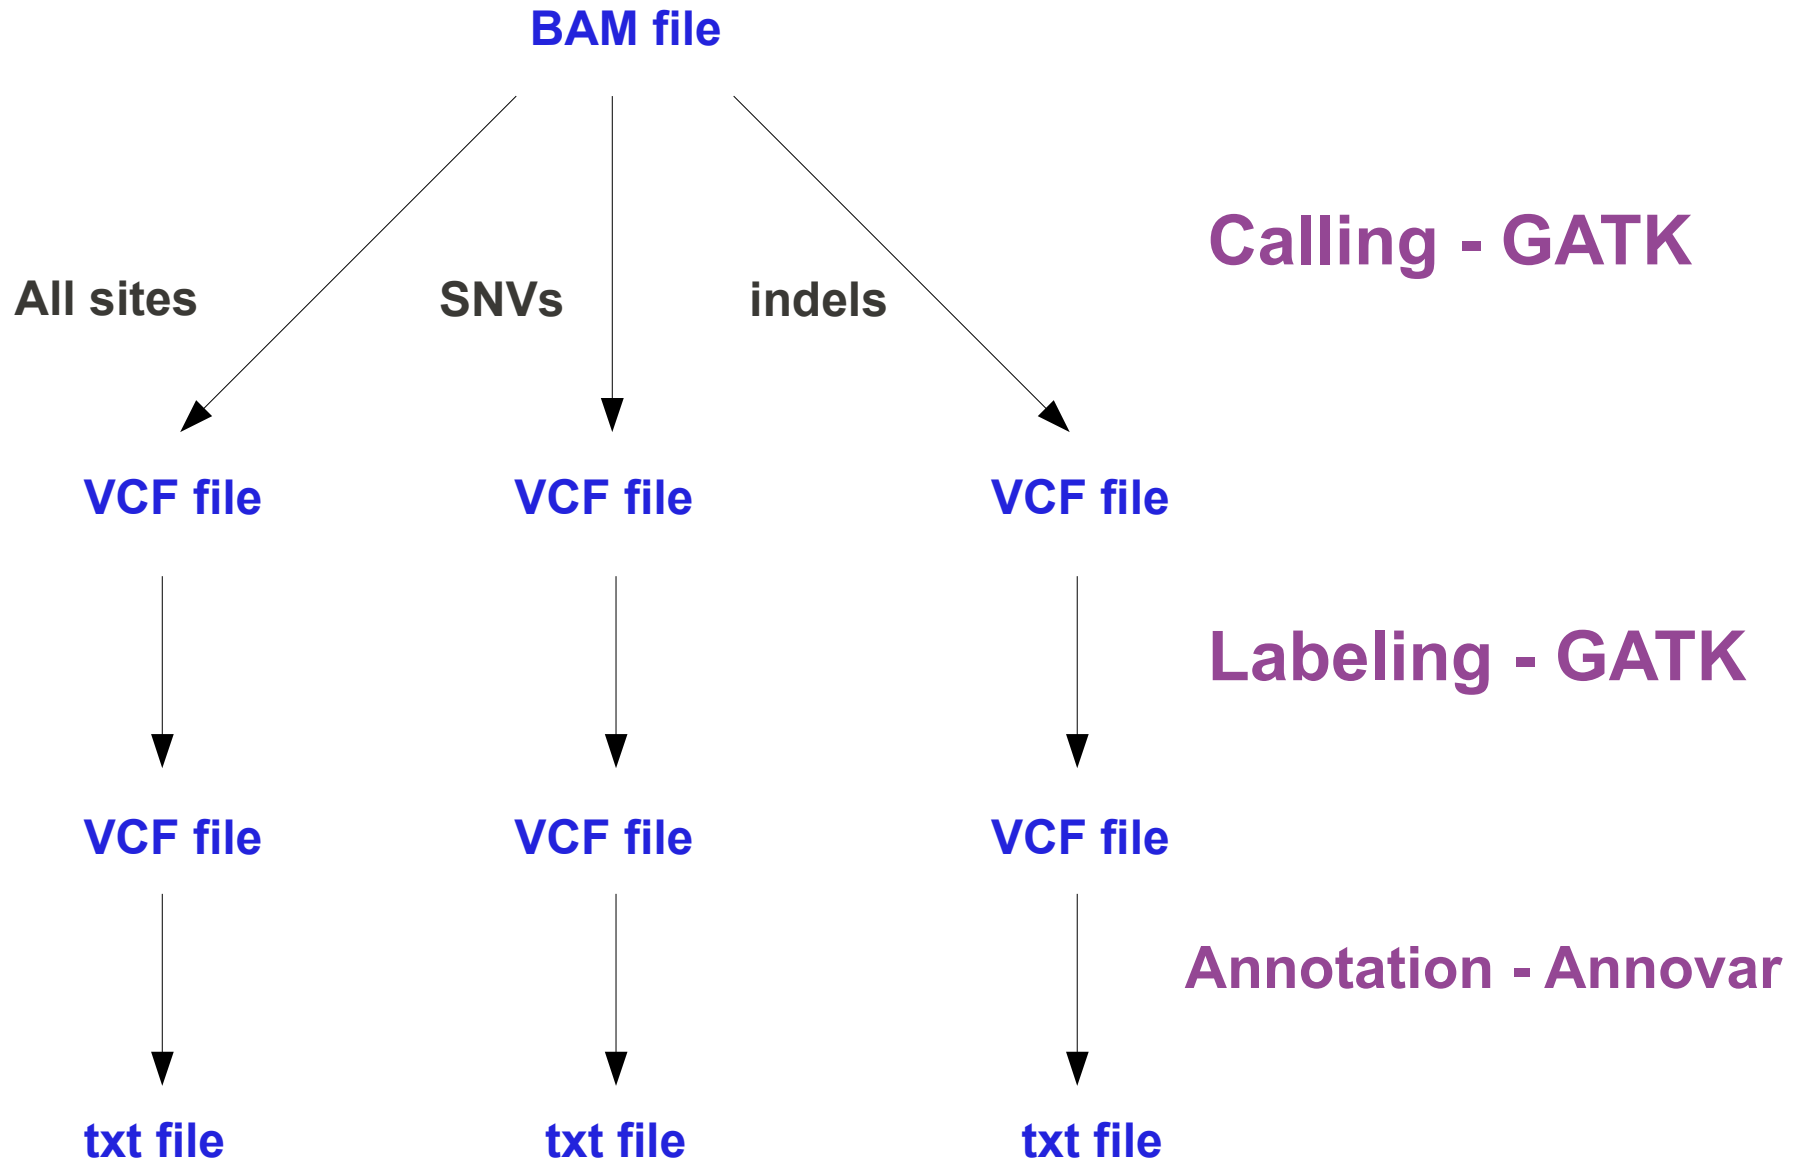 BAM file
Calling - GATK
All sites
SNVs
indels
VCF file
VCF file
VCF file
Labeling - GATK
VCF file
VCF file
VCF file
Annotation - Annovar
txt file
txt file
txt file